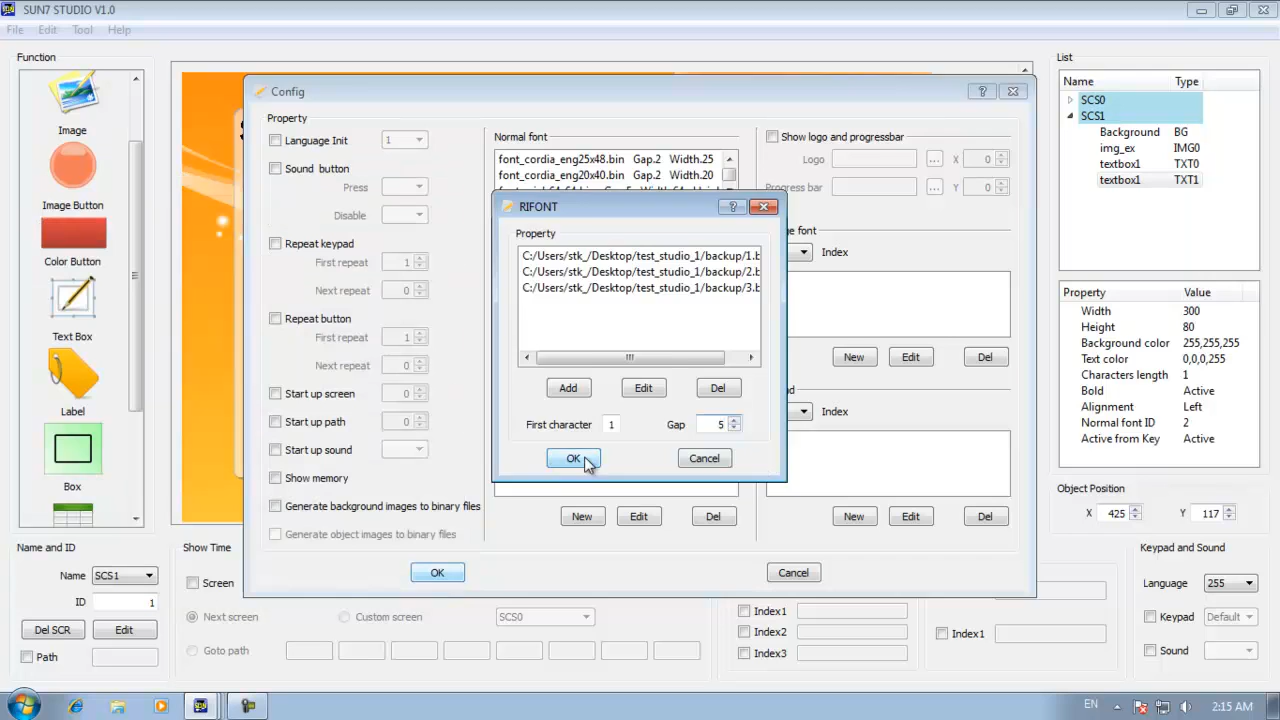 SUN7 STUDIO V1.0
File Edit Tool Help
Function
Image
Image Button
Color Button
Text Box
Label
Box
Config
Property
Language Init 1
Sound button
Press
Disable
Repeat keypad
First repeat 1
Next repeat 0
Repeat button
First repeat 1
Next repeat 0
Start up screen 0
Start up path 0
Start up sound
Show memory
Generate background images to binary files
Generate object images to binary files
Normal font
font_cordia_eng25x48.bin Gap.2 Width.25
font_cordia_eng20x40.bin Gap.2 Width.20
New Edit Del
Show logo and progressbar
Logo ... X 0
Progress bar ... Y 0
Index
New Edit Del
Index
New Edit Del
OK Cancel
RIFONT
Property
C:/Users/stk_/Desktop/test_studio_1/backup/1.b
C:/Users/stk_/Desktop/test_studio_1/backup/2.b
C:/Users/stk_/Desktop/test_studio_1/backup/3.b
Add Edit Del
First character 1 Gap 5
OK Cancel
List
Name Type
SCS0
SCS1
Background BG
img_ex IMG0
textbox1 TXT0
textbox1 TXT1
Property Value
Width 300
Height 80
Background color 255,255,255
Text color 0,0,0,255
Characters length 1
Bold Active
Alignment Left
Normal font ID 2
Active from Key Active
Object Position
X 425 Y 117
Name and ID
Name SCS1
ID 1
Del SCR Edit
Path
Show Time
Screen
Next screen Custom screen SCS0
Goto path
Index1
Index2
Index3
Index1
Keypad and Sound
Language 255
Keypad Default
Sound
EN 2:15 AM